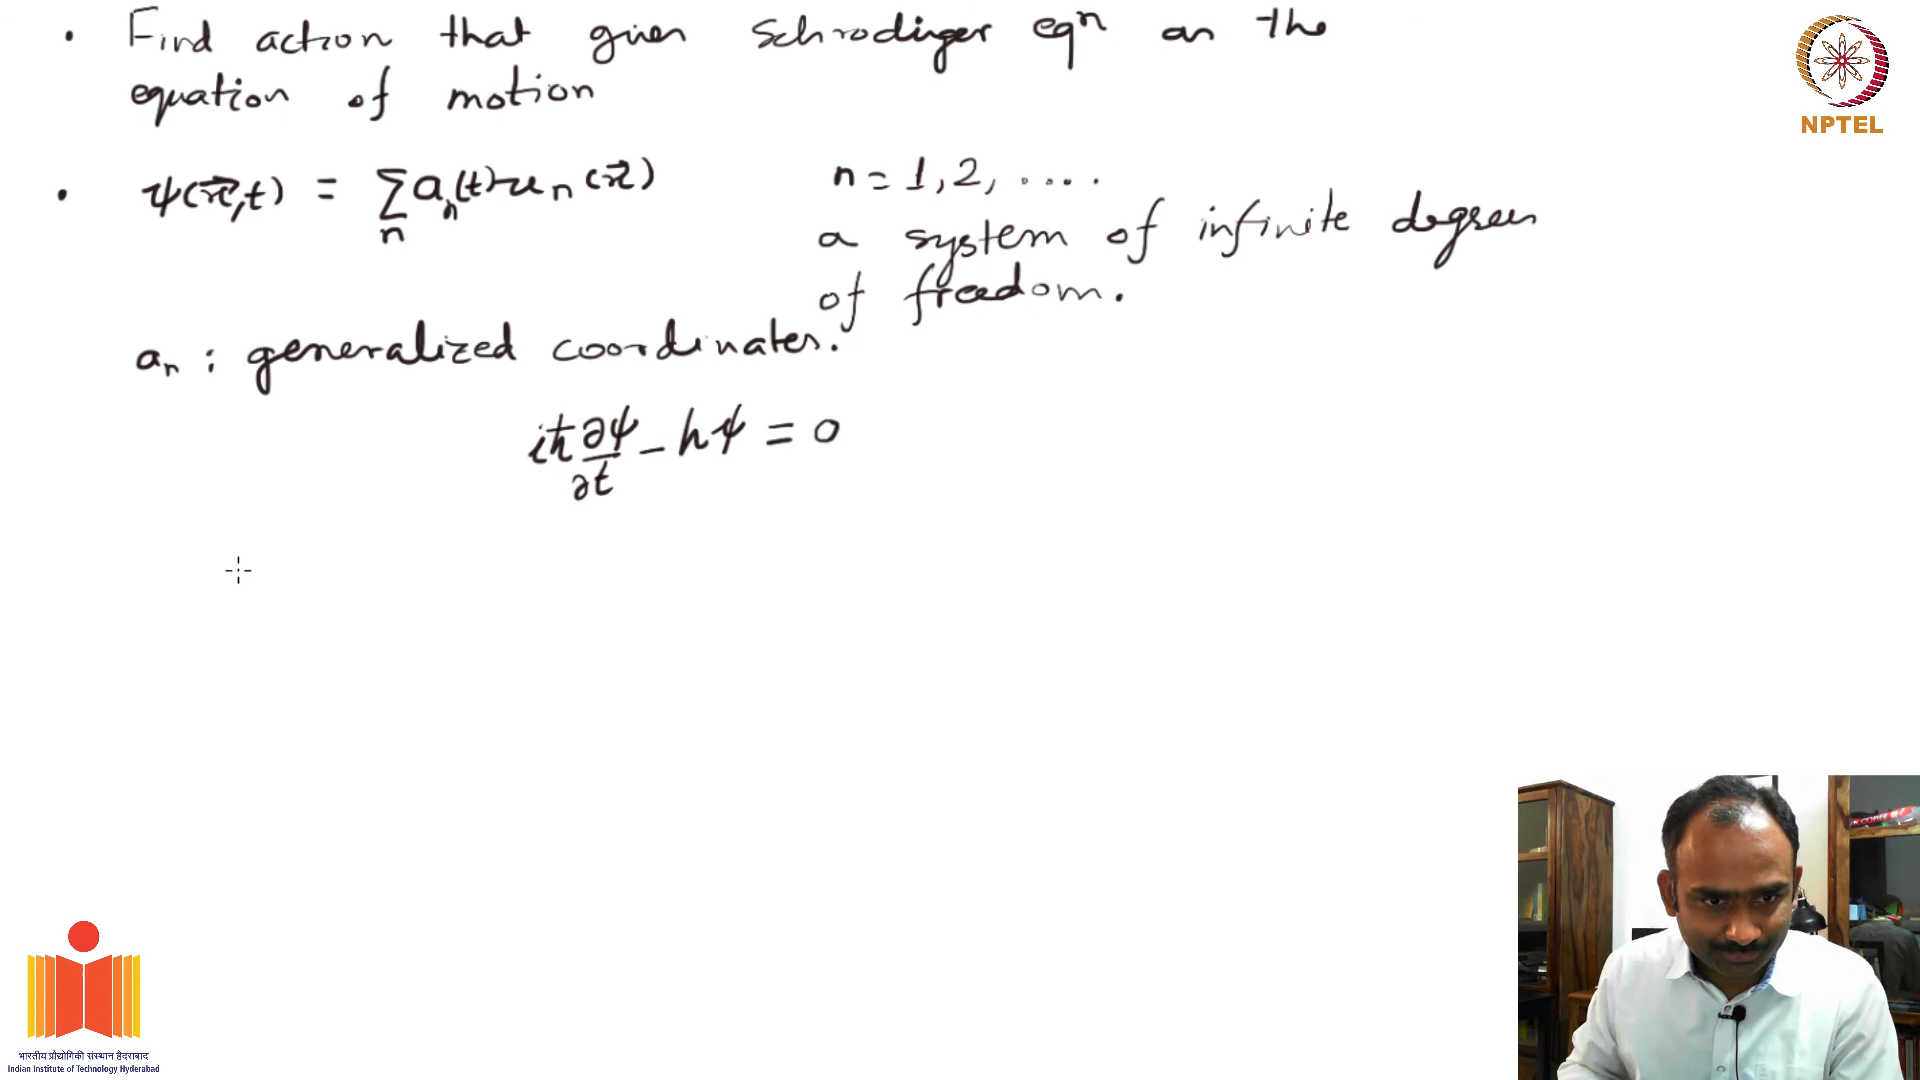 • Find action that gives Schrodinger eqn as the
equation of motion
• ψ(x⃗,t) = ∑ₙ aₙ(t) uₙ(x⃗)
n = 1, 2, ....
a system of infinite degrees
of freedom.
aₙ : generalized coordinates.
iħ ∂ψ/∂t − hψ = 0
NPTEL
भारतीय प्रौद्योगिकी संस्थान हैदराबाद
Indian Institute of Technology Hyderabad